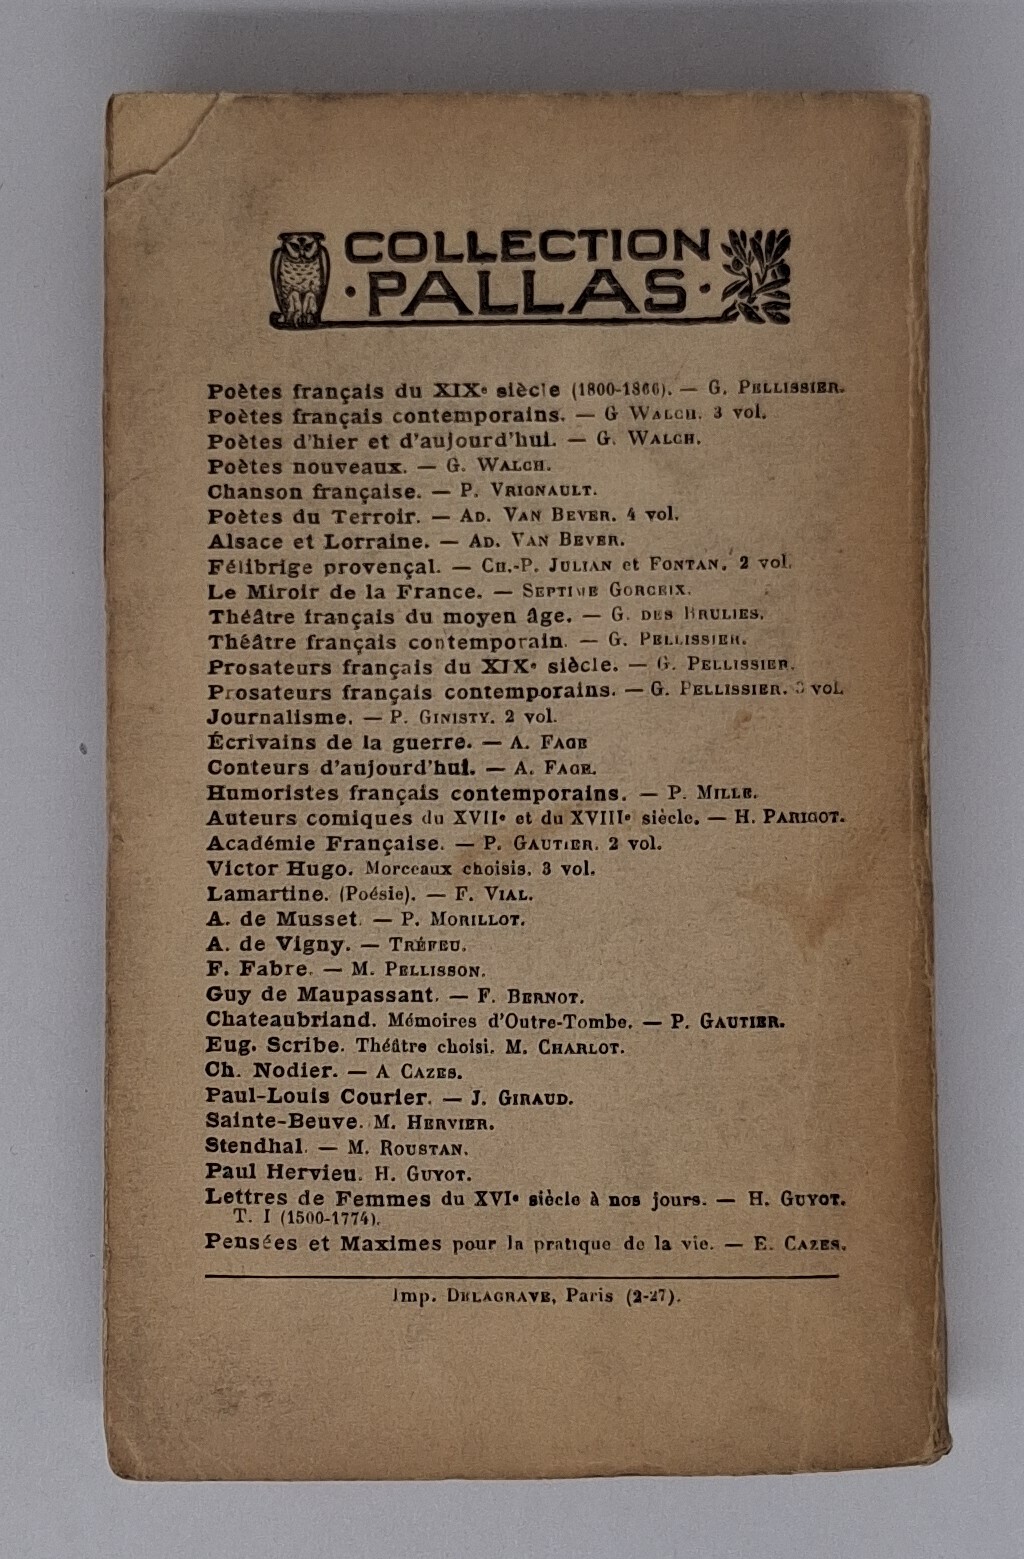 COLLECTION
· PALLAS ·
Poètes français du XIXe siècle (1800-1866). — G. PELLISSIER.
Poètes français contemporains. — G WALCH. 3 vol.
Poètes d'hier et d'aujourd'hui. — G. WALCH.
Poètes nouveaux. — G. WALCH.
Chanson française. — P. VRIGNAULT.
Poètes du Terroir. — AD. VAN BEVER. 4 vol.
Alsace et Lorraine. — AD. VAN BEVER.
Félibrige provençal. — CH.-P. JULIAN et FONTAN. 2 vol.
Le Miroir de la France. — SEPTIME GORCEIX.
Théâtre français du moyen âge. — G. DES BRULIES.
Théâtre français contemporain. — G. PELLISSIER.
Prosateurs français du XIXe siècle. — G. PELLISSIER.
Prosateurs français contemporains. — G. PELLISSIER. 3 vol.
Journalisme. — P. GINISTY. 2 vol.
Écrivains de la guerre. — A. FAGE
Conteurs d'aujourd'hui. — A. FAGE.
Humoristes français contemporains. — P. MILLE.
Auteurs comiques du XVIIe et du XVIIIe siècle. — H. PARIGOT.
Académie Française. — P. GAUTIER. 2 vol.
Victor Hugo. Morceaux choisis. 3 vol.
Lamartine. (Poésie). — F. VIAL.
A. de Musset. — P. MORILLOT.
A. de Vigny. — TRÉFEU.
F. Fabre. — M. PELLISSON.
Guy de Maupassant. — F. BERNOT.
Chateaubriand. Mémoires d'Outre-Tombe. — P. GAUTIER.
Eug. Scribe. Théâtre choisi. M. CHARLOT.
Ch. Nodier. — A CAZES.
Paul-Louis Courier. — J. GIRAUD.
Sainte-Beuve. M. HERVIER.
Stendhal. — M. ROUSTAN.
Paul Hervieu. H. GUYOT.
Lettres de Femmes du XVIe siècle à nos jours. — H. GUYOT.
T. I (1500-1774).
Pensées et Maximes pour la pratique de la vie. — E. CAZES.
Imp. DELAGRAVE, Paris (2-27).